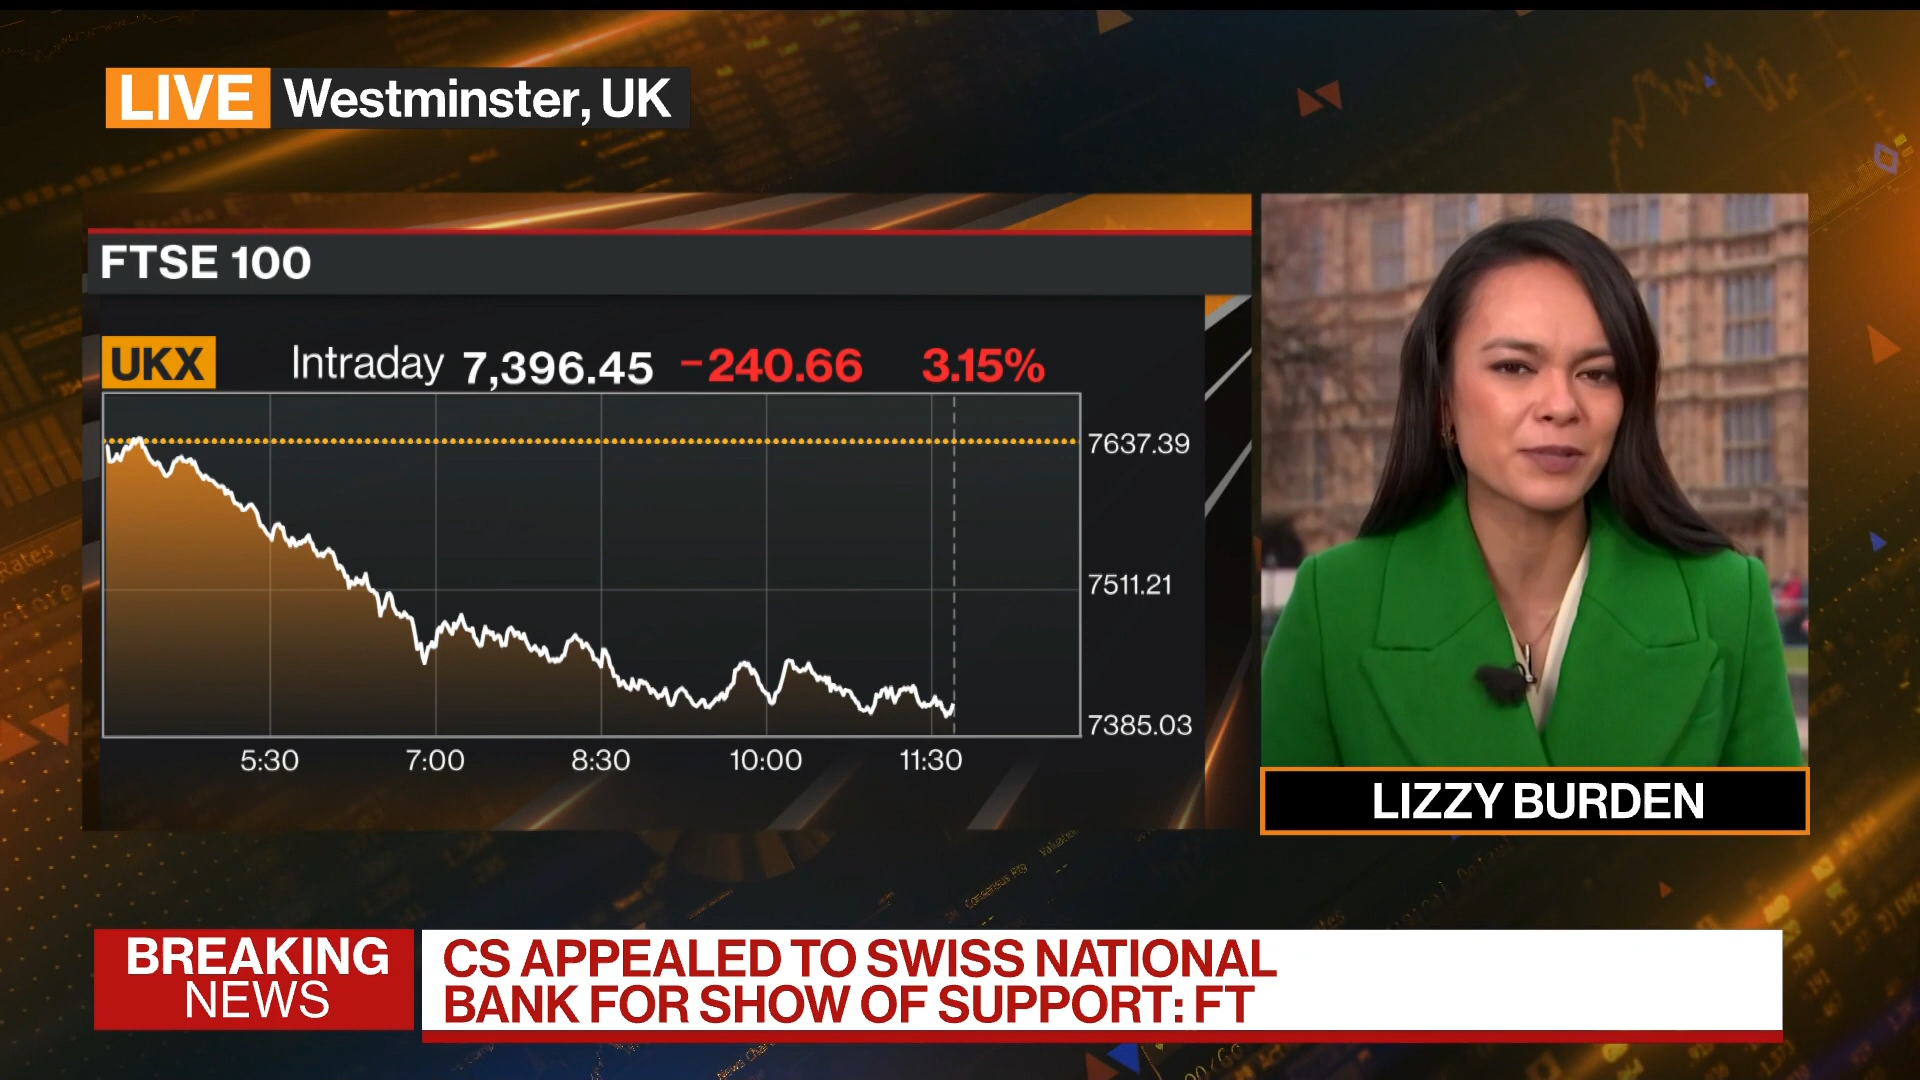 LIVE Westminster, UK
FTSE 100
UKX Intraday 7,396.45 -240.66 3.15%
7637.39
7511.21
7385.03
5:30 7:00 8:30 10:00 11:30
LIZZY BURDEN
BREAKING
NEWS
CS APPEALED TO SWISS NATIONAL
BANK FOR SHOW OF SUPPORT: FT